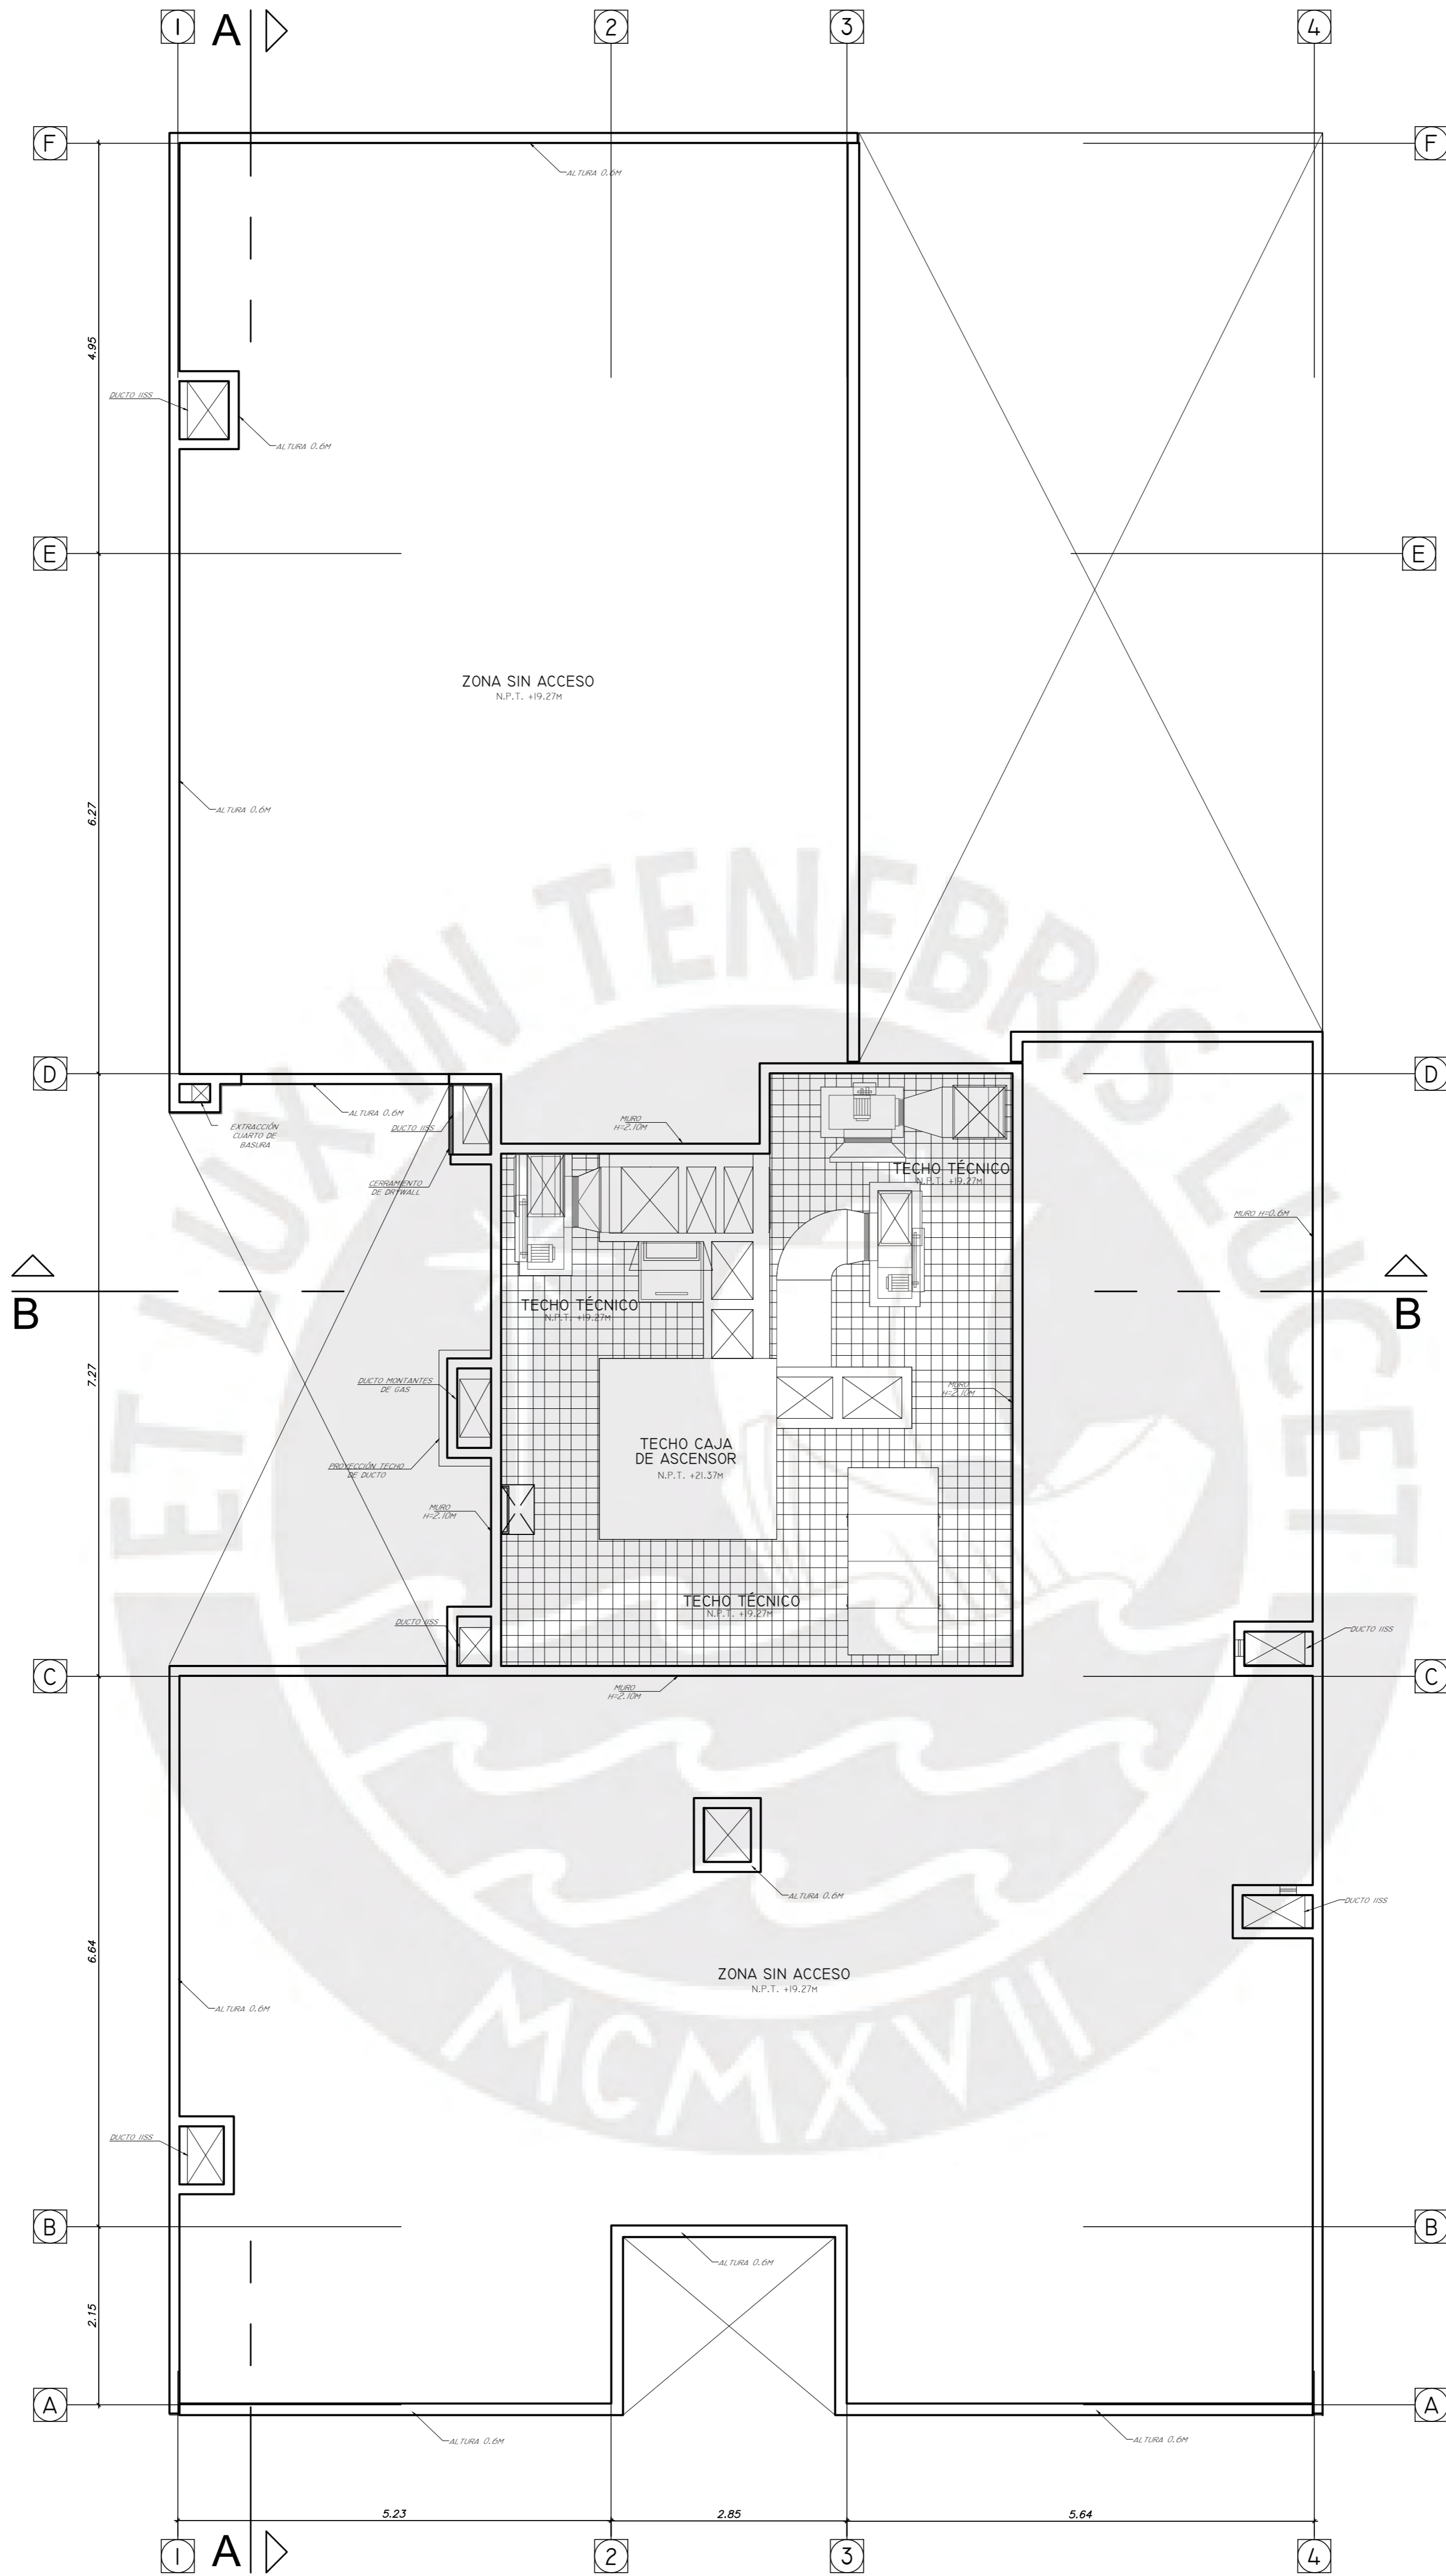 1
A
2
3
4
F
F
ALTURA 0.6M
4.95
DUCTO IISS
ALTURA 0.6M
E
E
ZONA SIN ACCESO
N.P.T. +19.27M
6.27
ALTURA 0.6M
D
D
ALTURA 0.6M
EXTRACCIÓN
CUARTO DE
BASURA
DUCTO IISS
MURO
H=2.10M
CERRAMIENTO
DE DRYWALL
TECHO TÉCNICO
N.P.T. +19.27M
MURO H=0.6M
B
B
TECHO TÉCNICO
N.P.T. +19.27M
7.27
DUCTO MONTANTES
DE GAS
MURO
H=2.10M
TECHO CAJA
DE ASCENSOR
N.P.T. +21.37M
PROYECCIÓN TECHO
DE DUCTO
MURO
H=2.10M
TECHO TÉCNICO
N.P.T. +19.27M
DUCTO IISS
DUCTO IISS
C
C
MURO
H=2.10M
ALTURA 0.6M
DUCTO IISS
6.64
ZONA SIN ACCESO
N.P.T. +19.27M
ALTURA 0.6M
DUCTO IISS
B
B
ALTURA 0.6M
2.15
A
A
ALTURA 0.6M
ALTURA 0.6M
5.23
2.85
5.64
1
A
2
3
4
ET LUX IN TENEBRIS LUCET
MCMXVII